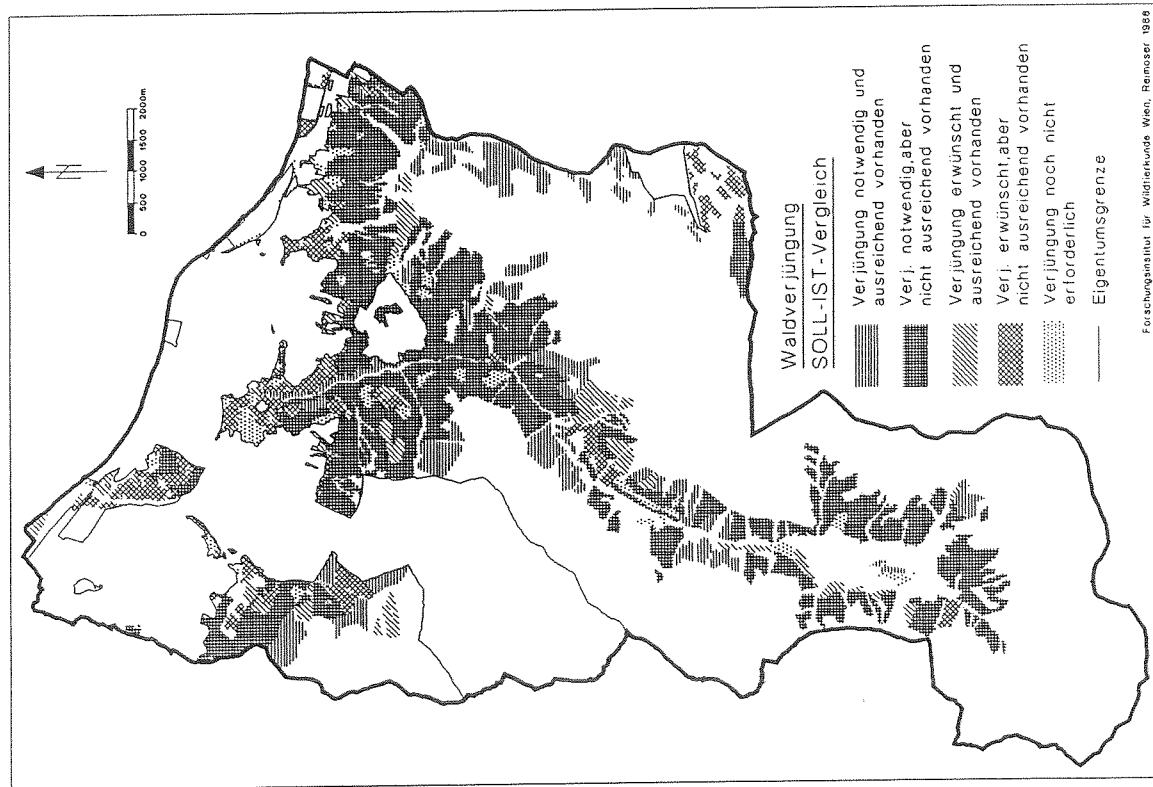 N
0 500 1000 1500 2000m
Waldverjüngung
SOLL-IST-Vergleich
Verjüngung notwendig und
ausreichend vorhanden
Verj. notwendig,aber
nicht ausreichend vorhanden
Verjüngung erwünscht und
ausreichend vorhanden
Verj. erwünscht,aber
nicht ausreichend vorhanden
Verjüngung noch nicht
erforderlich
Eigentumsgrenze
Forschungsinstitut für Wildtierkunde Wien, Reimoser 1988